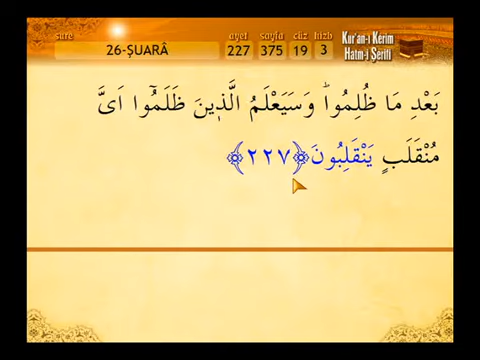 sûre
ayet sayfa cüz hizb
26-ŞUARÂ
227 375 19 3
Kur'an-ı Kerim
Hatm-i Şerifi
بَعْدِ مَا ظُلِمُواۜ وَسَيَعْلَمُ الَّذ۪ينَ ظَلَمُٓوا اَيَّ
مُنْقَلَبٍ يَنْقَلِبُونَ ﴿٢٢٧﴾